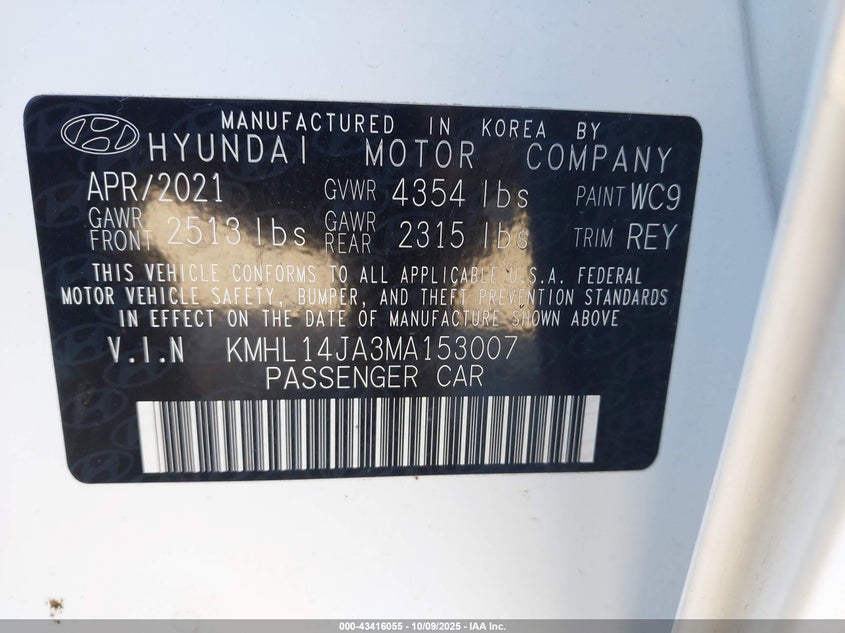 MANUFACTURED IN KOREA BY
HYUNDAI MOTOR COMPANY
APR/2021 GVWR 4354 lbs PAINT WC9
GAWR FRONT 2513 lbs GAWR REAR 2315 lbs TRIM REY
THIS VEHICLE CONFORMS TO ALL APPLICABLE U.S.A. FEDERAL
MOTOR VEHICLE SAFETY, BUMPER, AND THEFT PREVENTION STANDARDS
IN EFFECT ON THE DATE OF MANUFACTURE SHOWN ABOVE
V.I.N KMHL14JA3MA153007
PASSENGER CAR
000-43416055 - 10/09/2025 - IAA Inc.